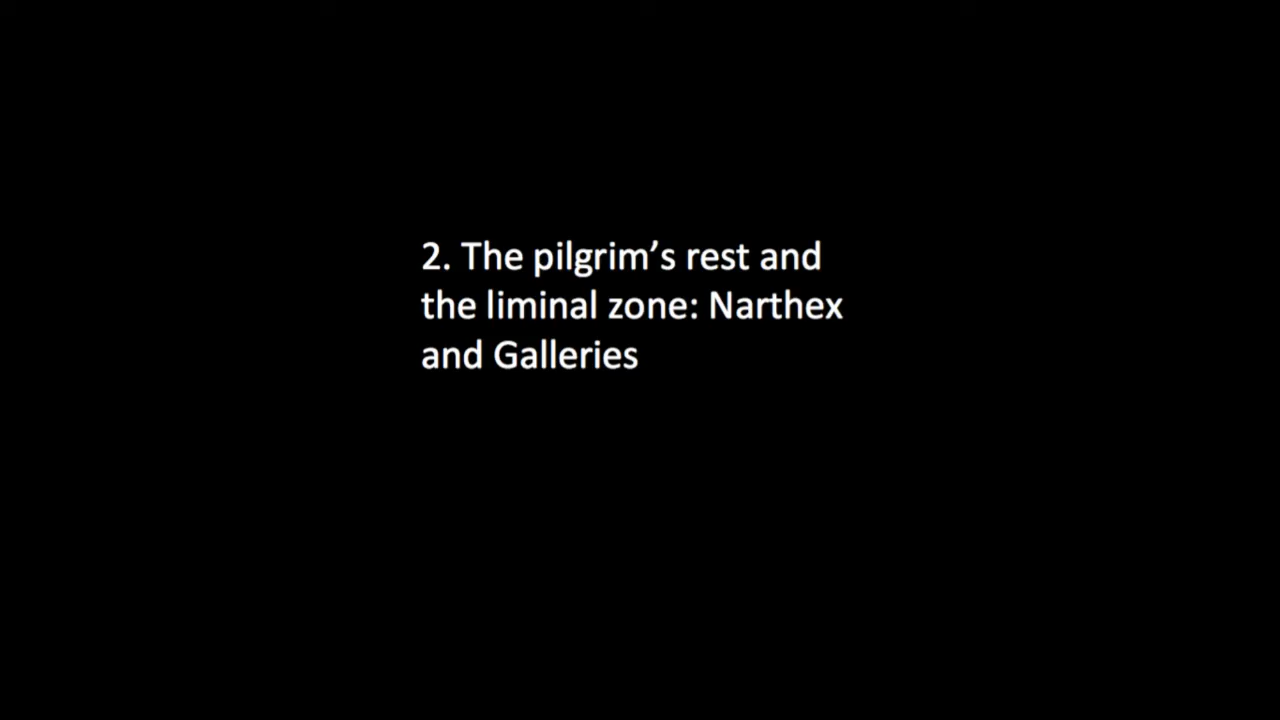 2. The pilgrim’s rest and
the liminal zone: Narthex
and Galleries